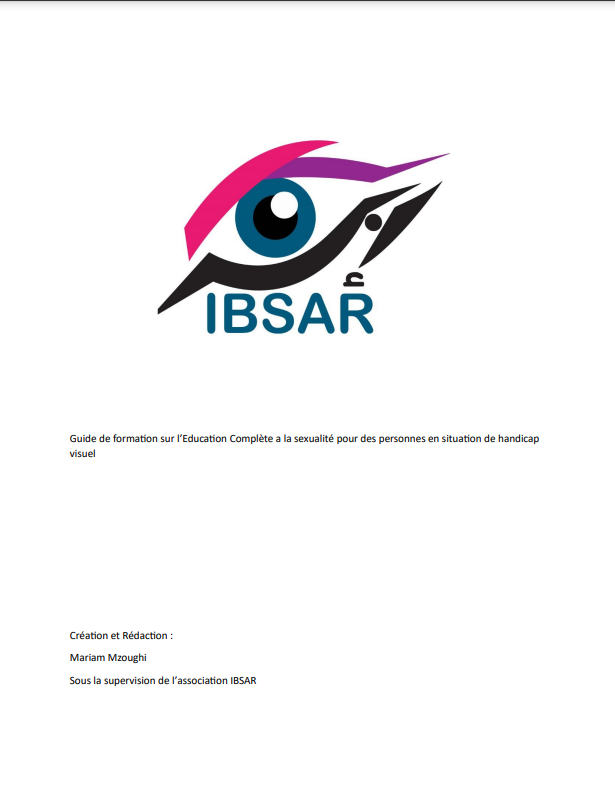 IBSAR
Guide de formation sur l'Education Complète a la sexualité pour des personnes en situation de handicap
visuel
Création et Rédaction :
Mariam Mzoughi
Sous la supervision de l'association IBSAR